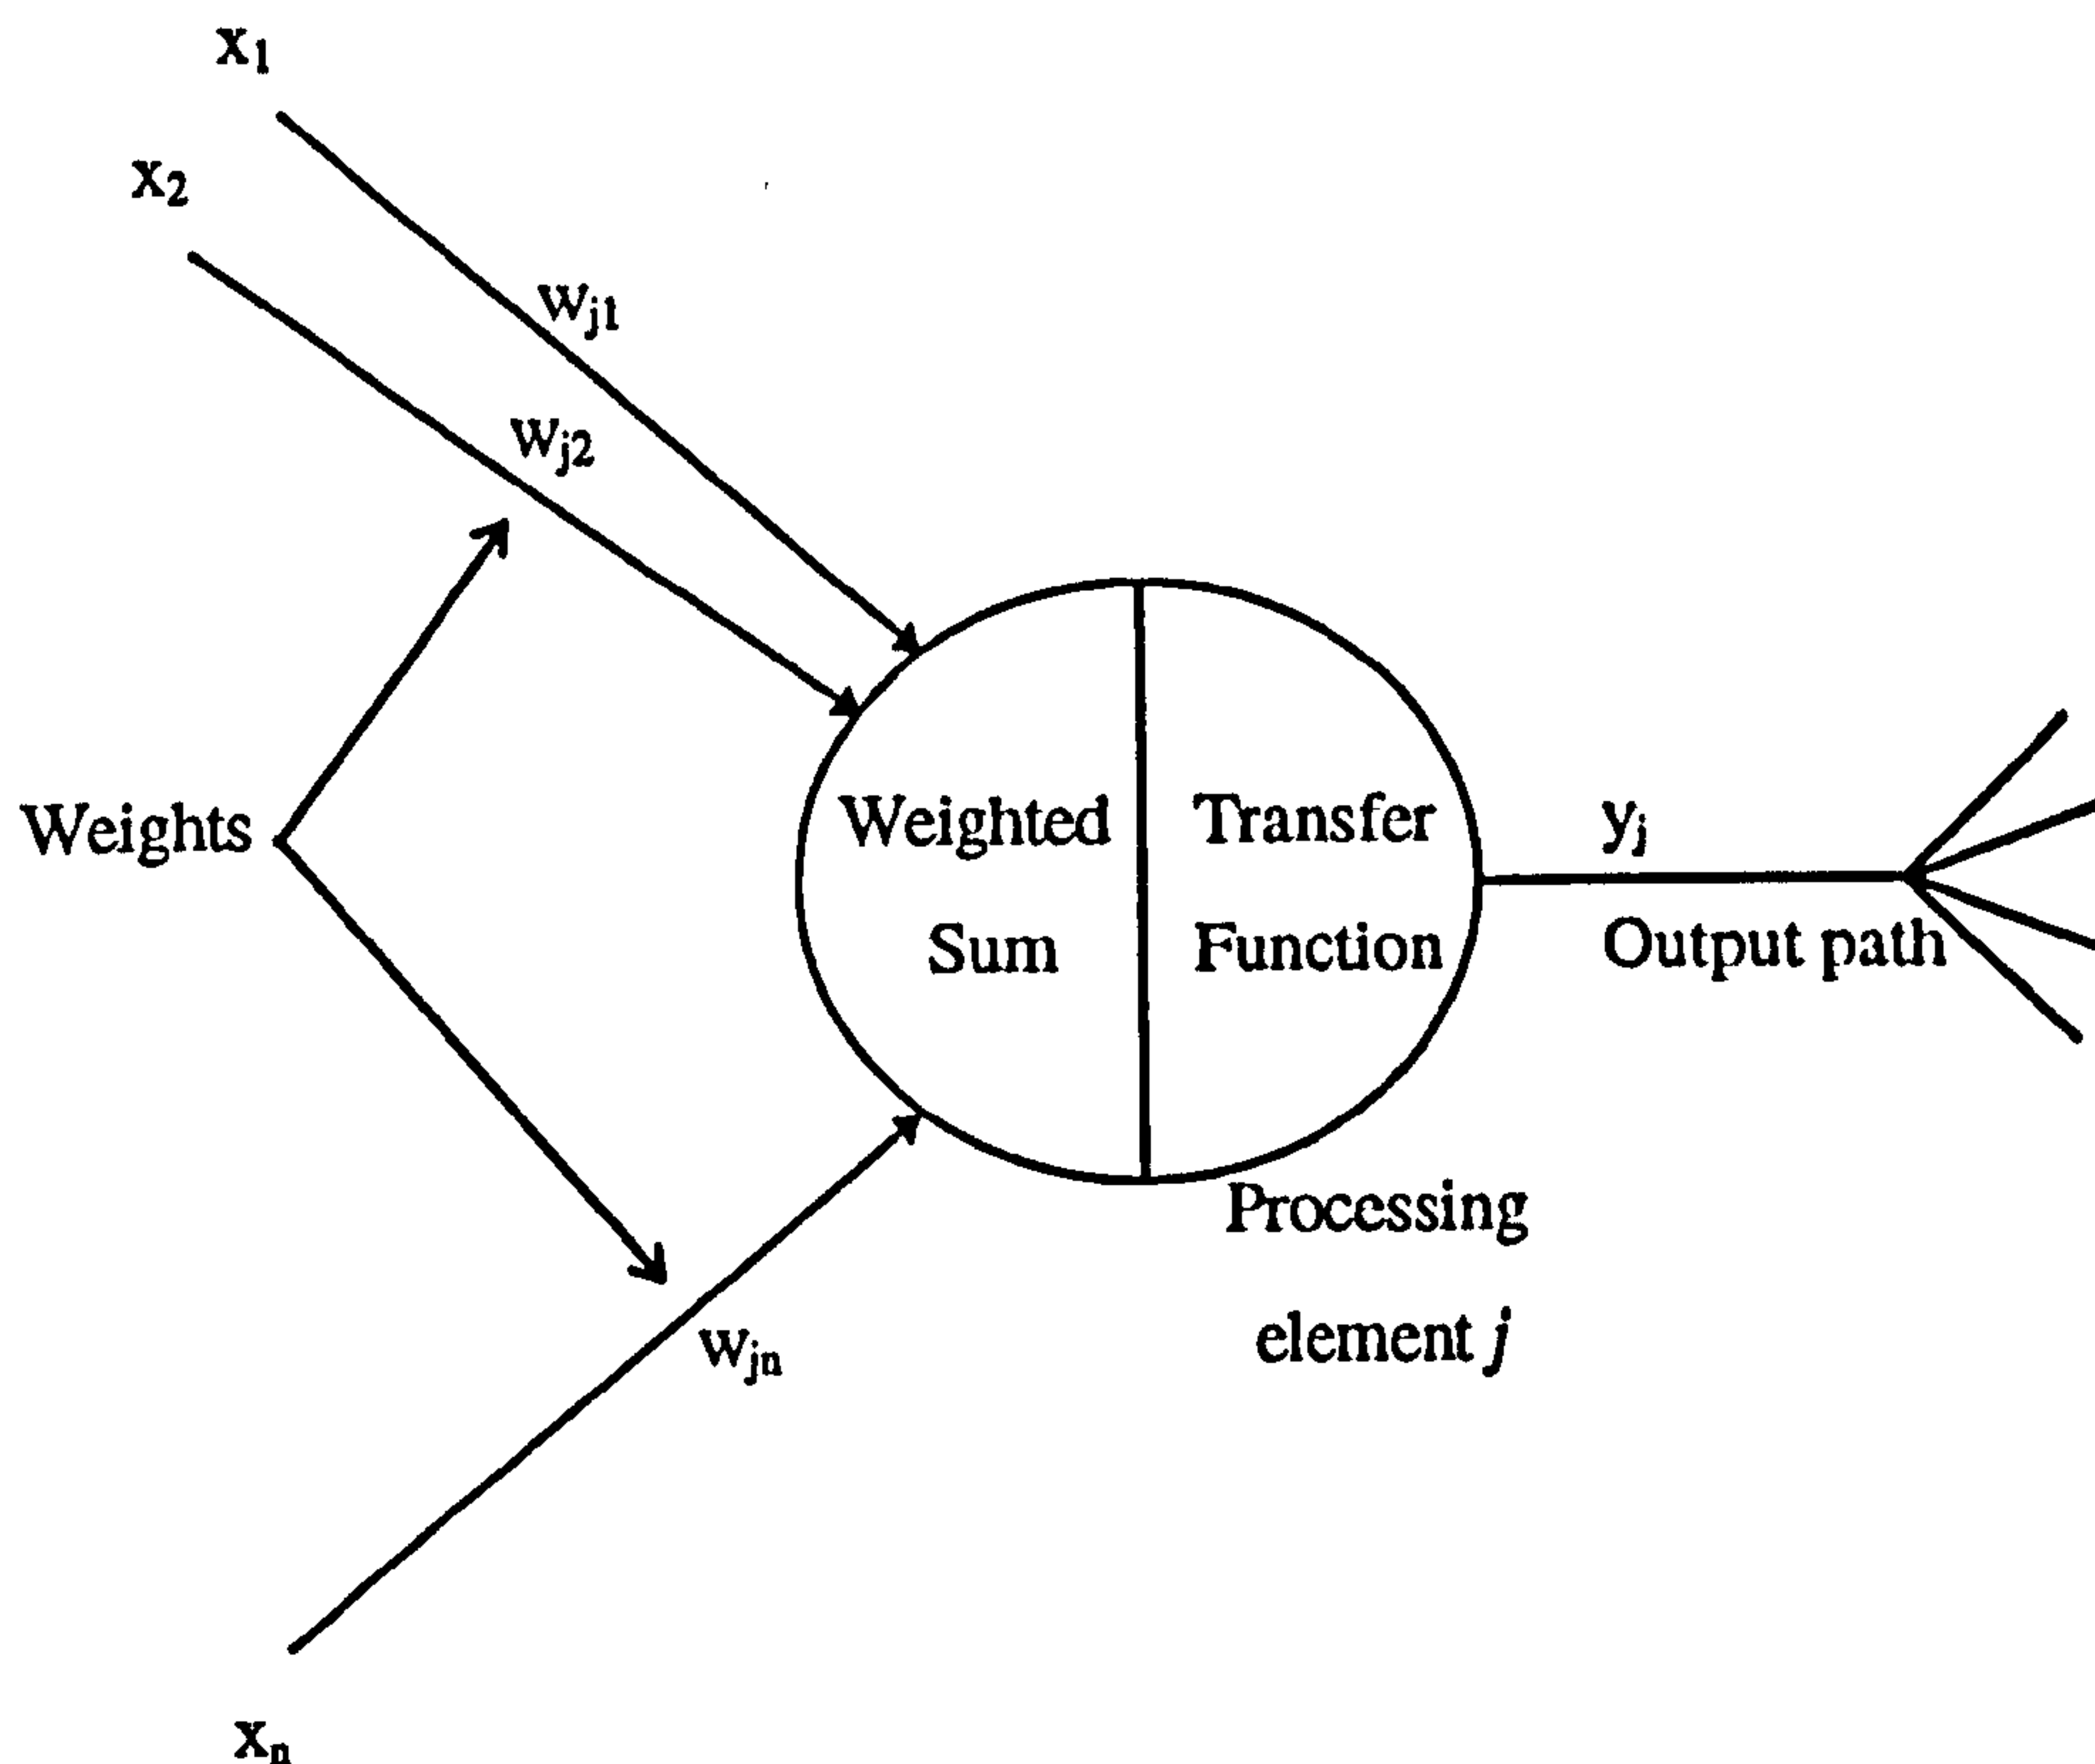 x₁
x₂
wⱼ₁
wⱼ₂
Weights
Weighted
Sum
Transfer
Function
yⱼ
Output path
Processing
element j
wⱼₙ
xₙ